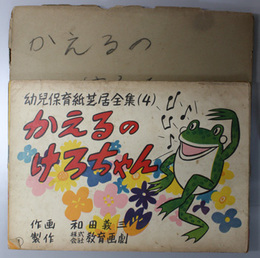 かえるの
幼兒保育紙芝居全集(4)
かえるの
けろちゃん
作画 和田義三
製作 株式会社 教育画劇